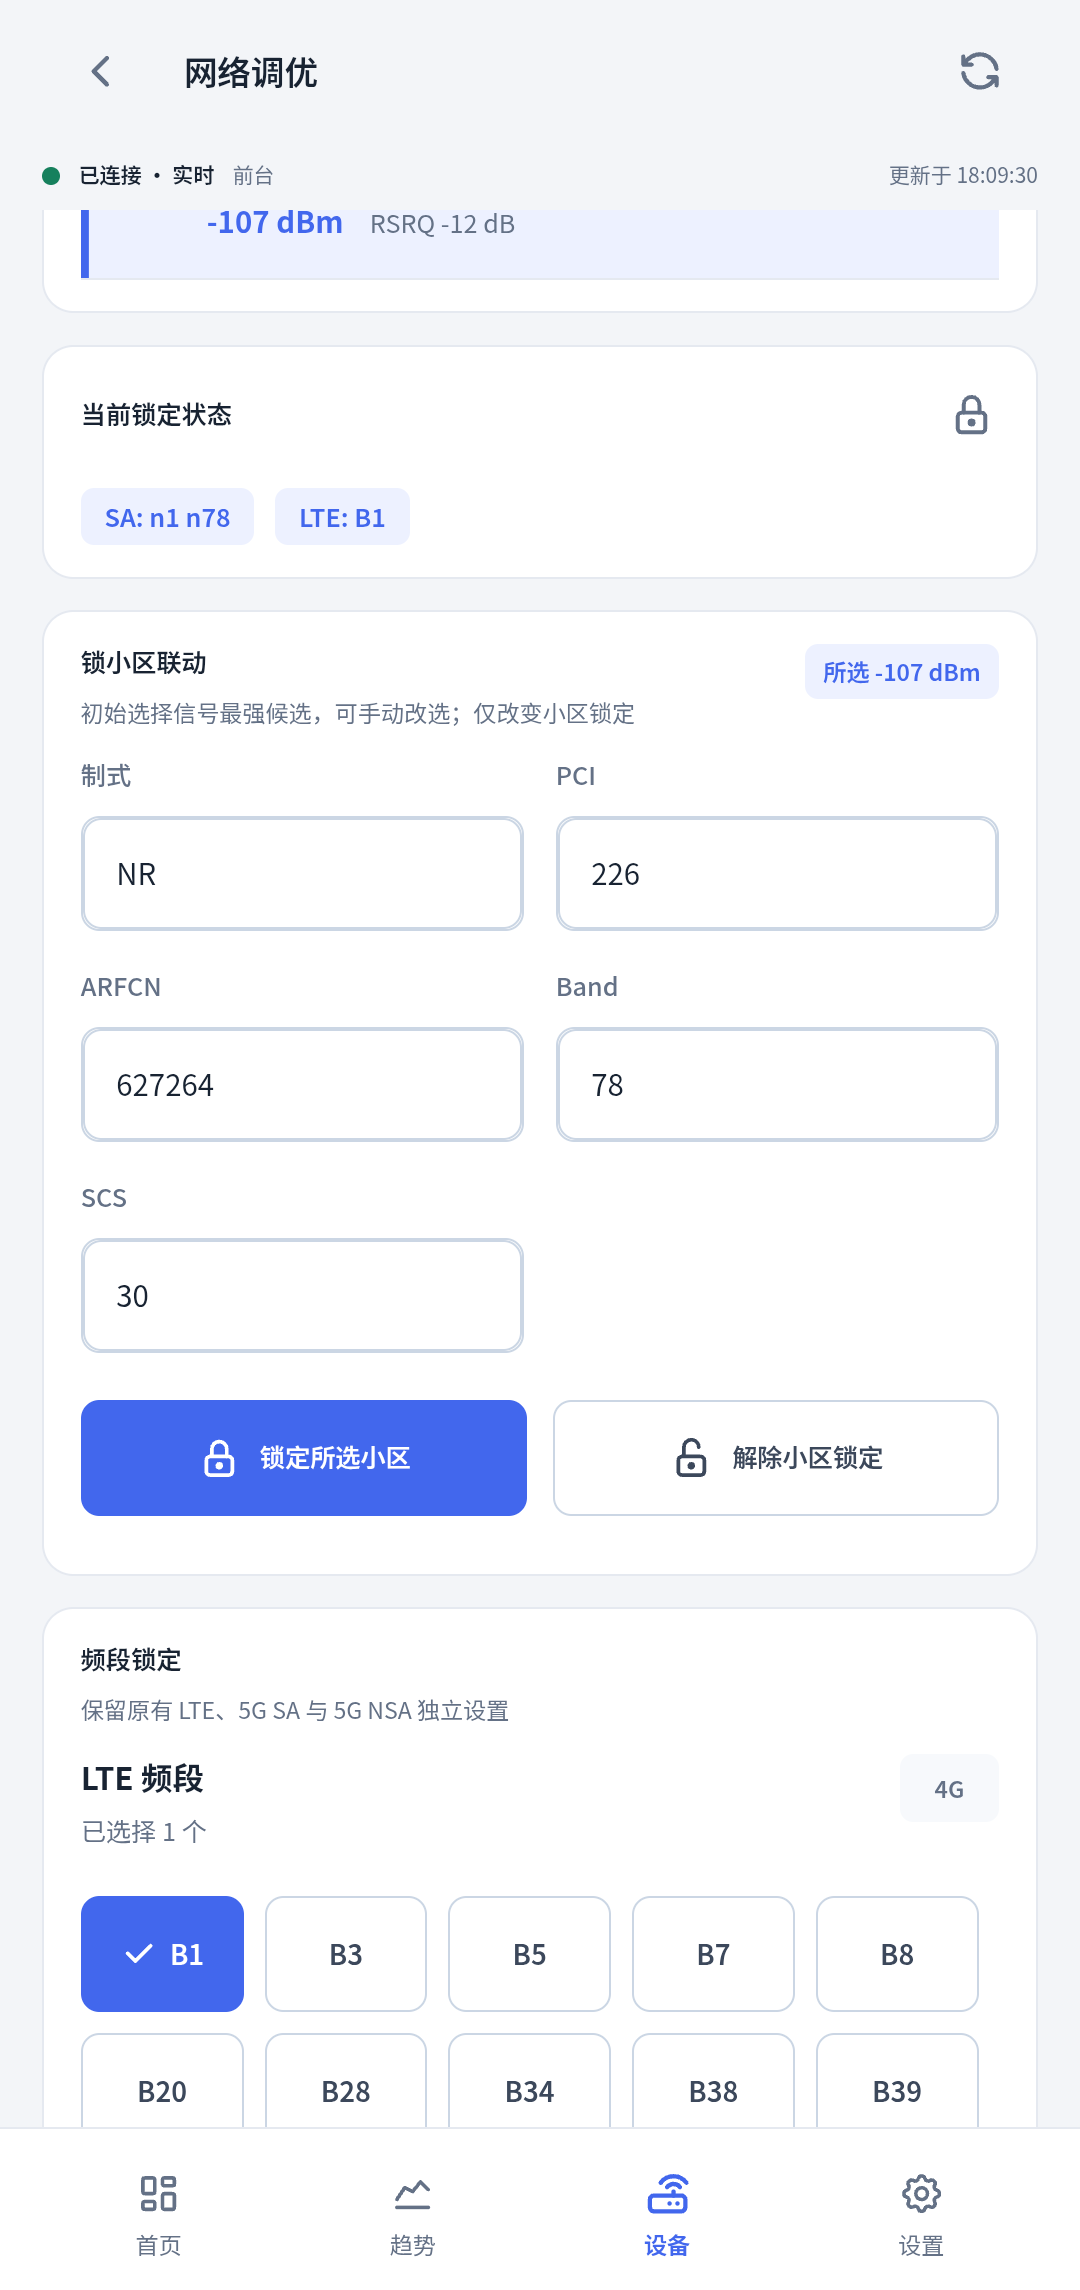 网络调优
已连接 · 实时 前台 更新于 18:09:30
-107 dBm RSRQ -12 dB
当前锁定状态
SA: n1 n78 LTE: B1
锁小区联动
所选 -107 dBm
初始选择信号最强候选，可手动改选；仅改变小区锁定
制式 PCI
NR 226
ARFCN Band
627264 78
SCS
30
锁定所选小区 解除小区锁定
频段锁定
保留原有 LTE、5G SA 与 5G NSA 独立设置
LTE 频段
4G
已选择 1 个
B1 B3 B5 B7 B8
B20 B28 B34 B38 B39
首页 趋势 设备 设置